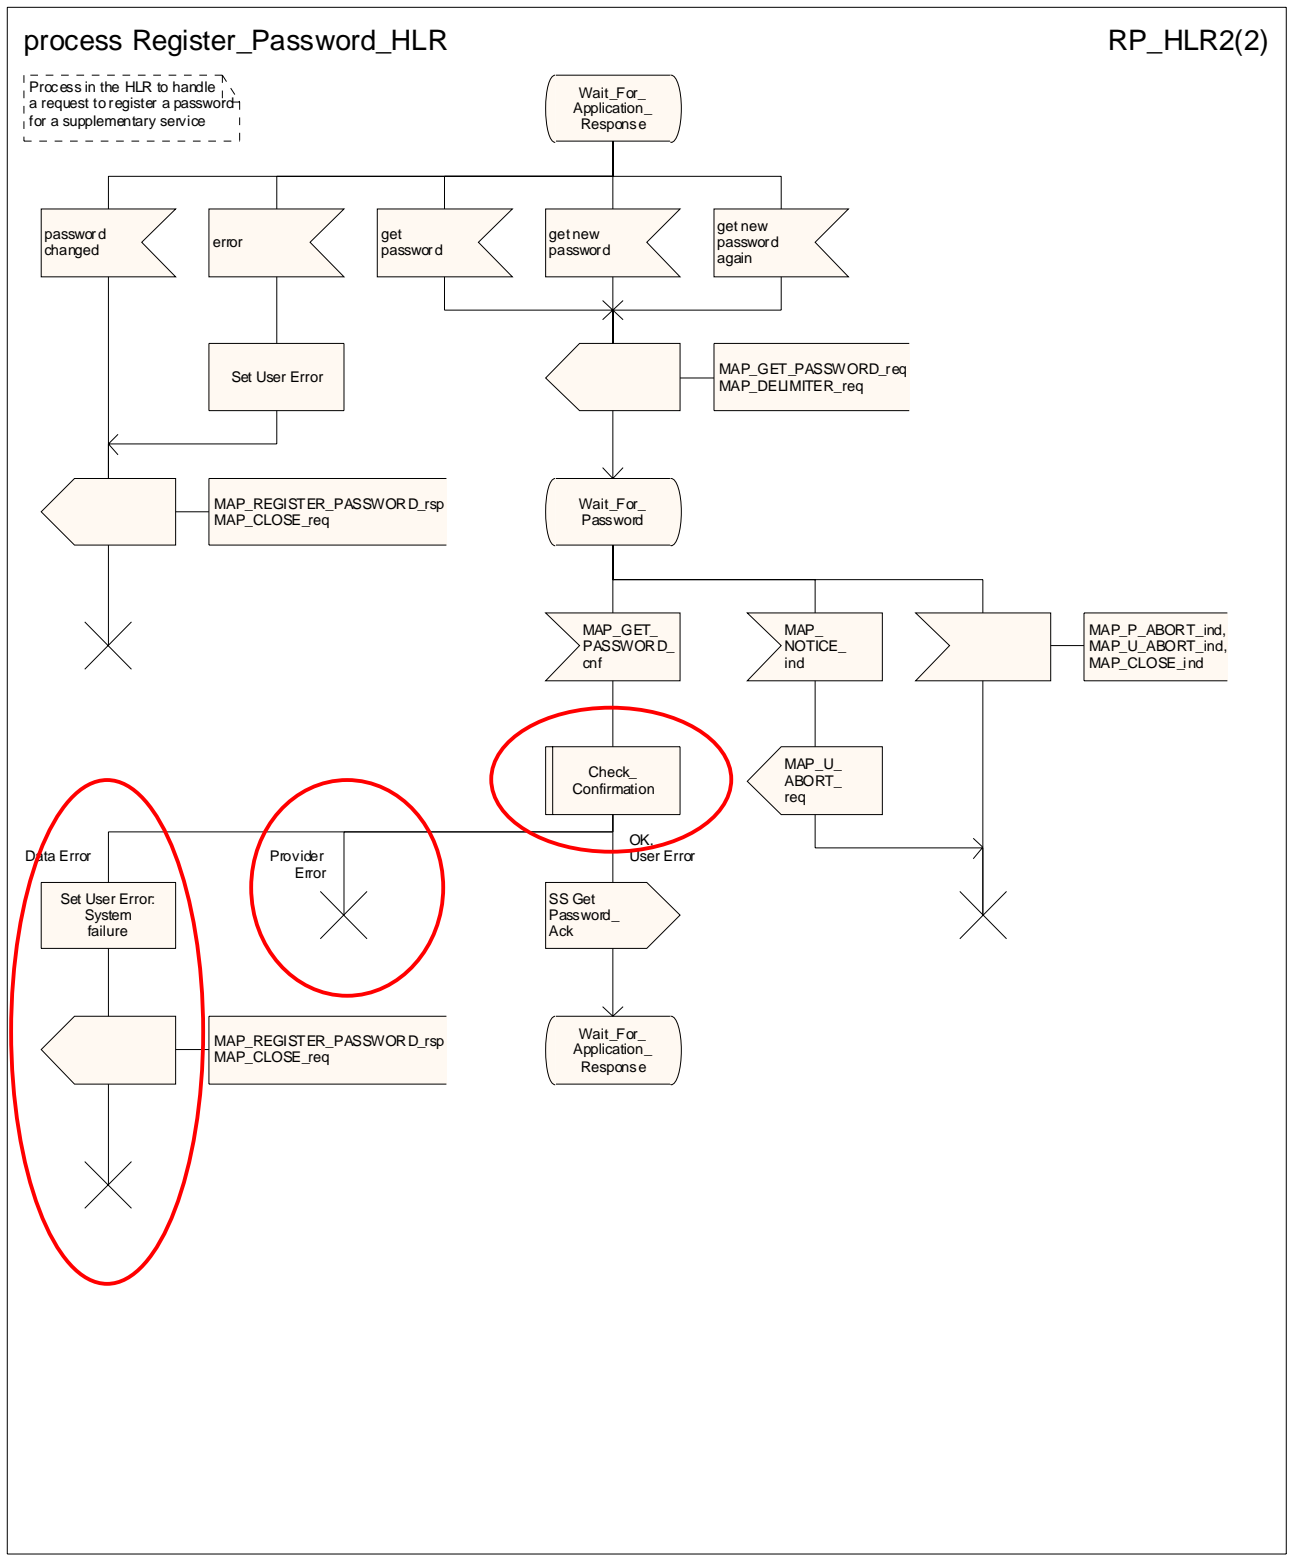 process Register_Password_HLR
RP_HLR2(2)
Process in the HLR to handle
a request to register a password
for a supplementary service
Wait_For_
Application_
Response
password
changed
error
get
password
get new
password
get new
password
again
Set User Error
MAP_GET_PASSWORD_req
MAP_DELIMITER_req
MAP_REGISTER_PASSWORD_rsp
MAP_CLOSE_req
Wait_For_
Password
MAP_GET_
PASSWORD_
cnf
MAP_
NOTICE_
ind
MAP_P_ABORT_ind,
MAP_U_ABORT_ind,
MAP_CLOSE_ind
Check_
Confirmation
MAP_U_
ABORT_
req
Data Error
Provider
Error
OK,
User Error
Set User Error:
System
failure
SS Get
Password_
Ack
MAP_REGISTER_PASSWORD_rsp
MAP_CLOSE_req
Wait_For_
Application_
Response